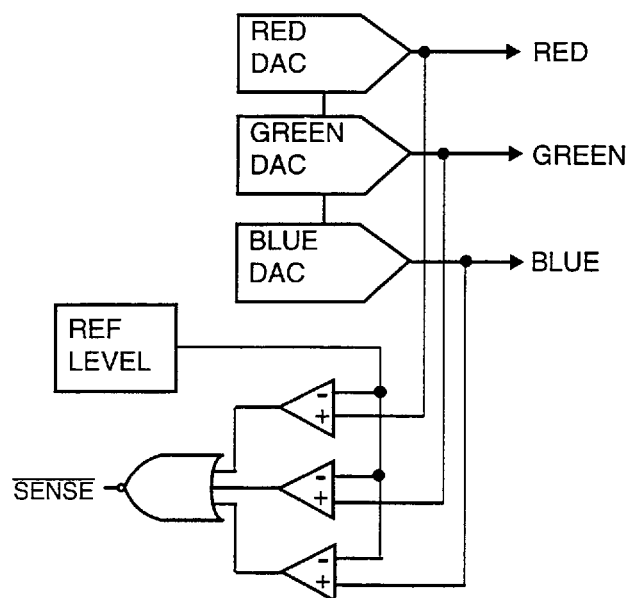 RED
DAC
RED
GREEN
DAC
GREEN
BLUE
DAC
BLUE
REF
LEVEL
-
+
SENSE
-
+
-
+